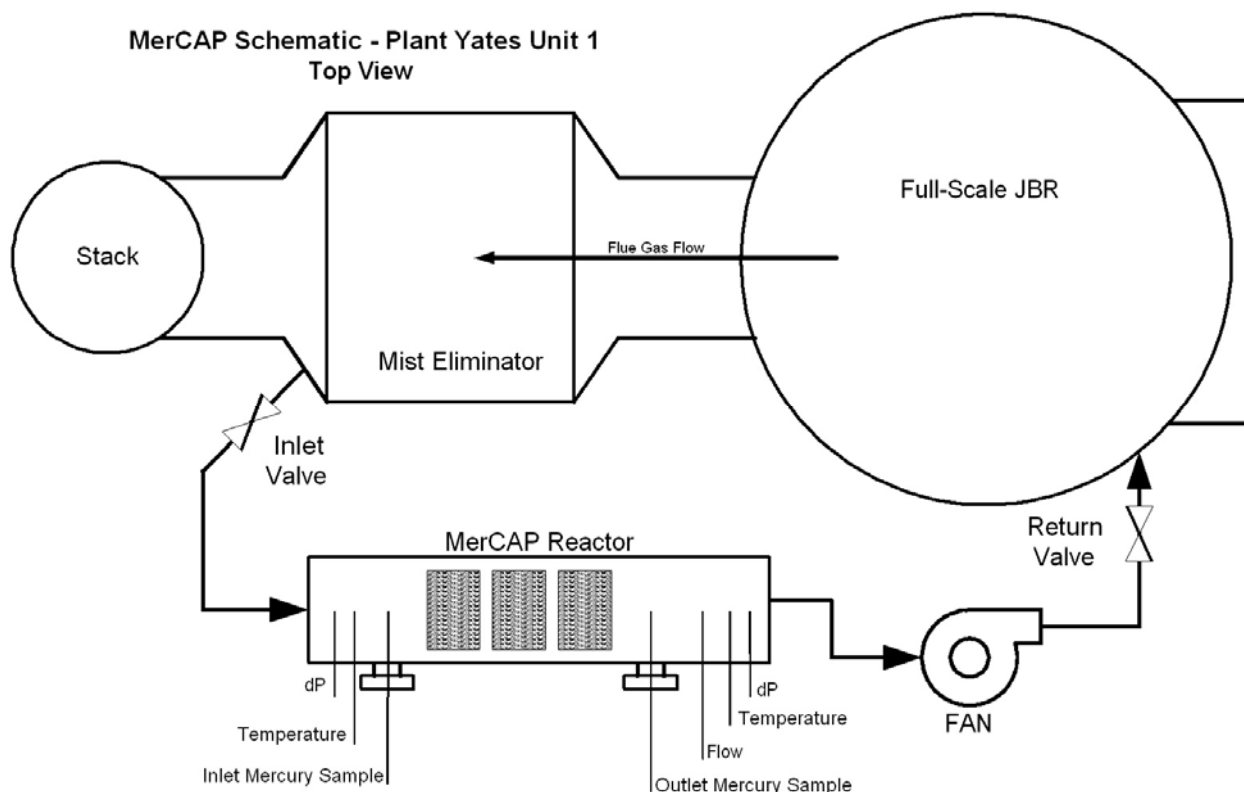 MerCAP Schematic - Plant Yates Unit 1
Top View
Stack
Mist Eliminator
Flue Gas Flow
Full-Scale JBR
Inlet
Valve
MerCAP Reactor
Return
Valve
dP
Temperature
Inlet Mercury Sample
dP
Temperature
Flow
Outlet Mercury Sample
FAN